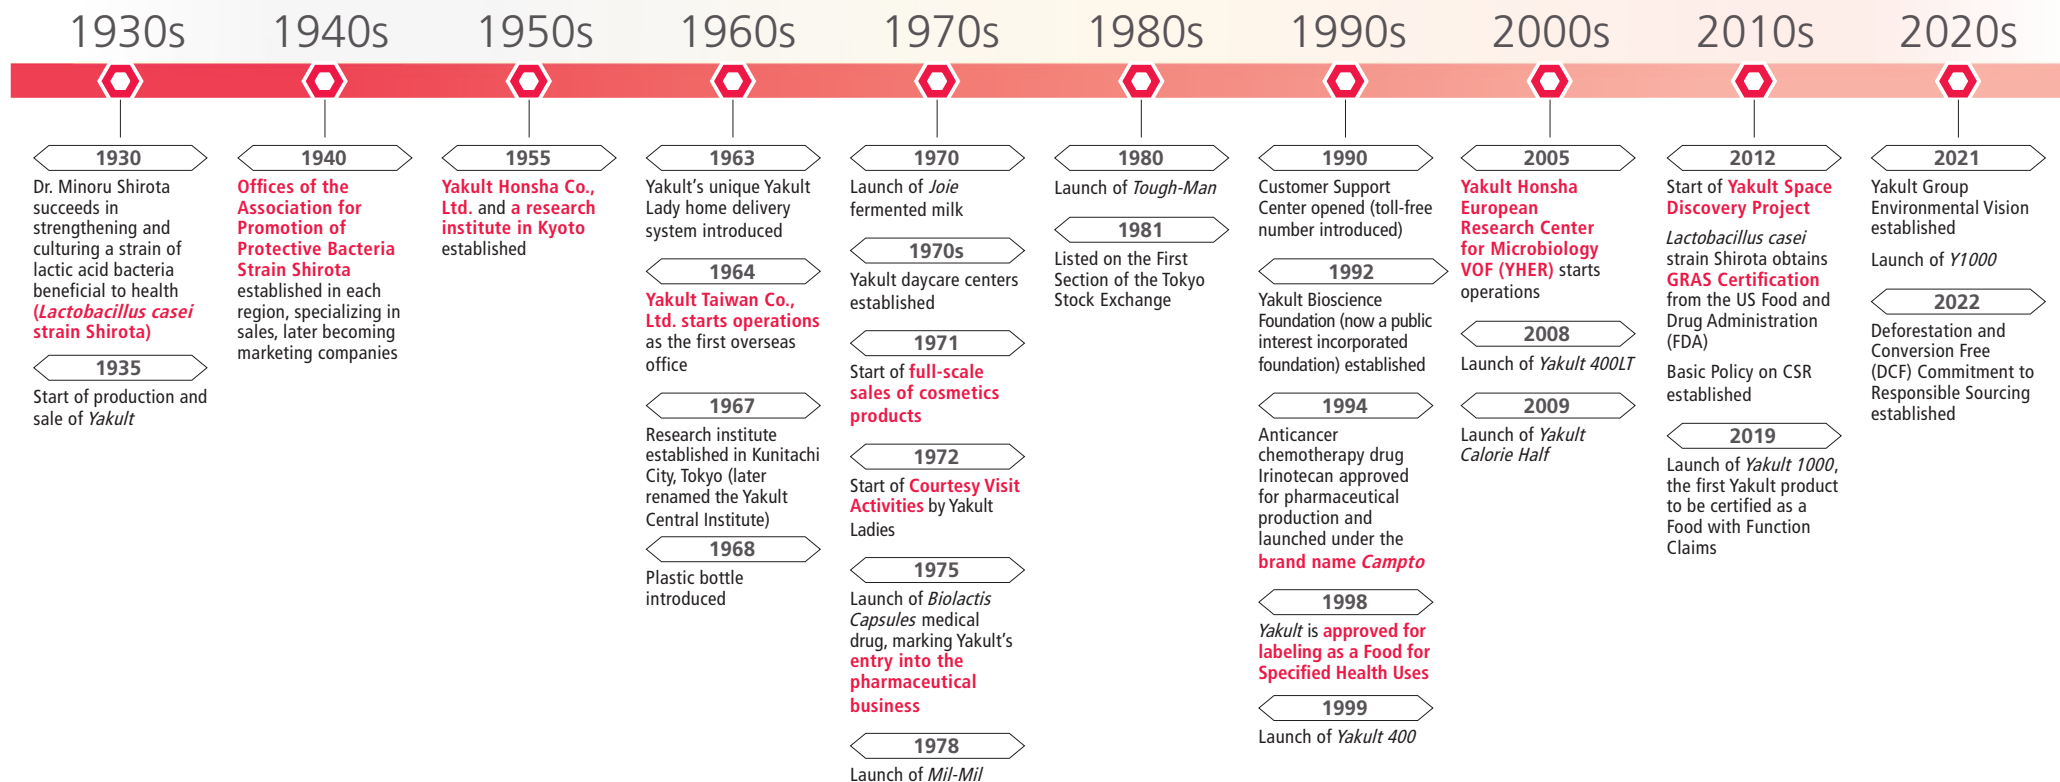 1930s
1940s
1950s
1960s
1970s
1980s
1990s
2000s
2010s
2020s
1930
Dr. Minoru Shirota
succeeds in
strengthening and
culturing a strain of
lactic acid bacteria
beneficial to health
(Lactobacillus casei
strain Shirota)
1935
Start of production and
sale of Yakult
1940
Offices of the
Association for
Promotion of
Protective Bacteria
Strain Shirota
established in each
region, specializing in
sales, later becoming
marketing companies
1955
Yakult Honsha Co.,
Ltd. and a research
institute in Kyoto
established
1963
Yakult's unique Yakult
Lady home delivery
system introduced
1964
Yakult Taiwan Co.,
Ltd. starts operations
as the first overseas
office
1967
Research institute
established in Kunitachi
City, Tokyo (later
renamed the Yakult
Central Institute)
1968
Plastic bottle
introduced
1970
Launch of Joie
fermented milk
1970s
Yakult daycare centers
established
1971
Start of full-scale
sales of cosmetics
products
1972
Start of Courtesy Visit
Activities by Yakult
Ladies
1975
Launch of Biolactis
Capsules medical
drug, marking Yakult's
entry into the
pharmaceutical
business
1978
Launch of Mil-Mil
1980
Launch of Tough-Man
1981
Listed on the First
Section of the Tokyo
Stock Exchange
1990
Customer Support
Center opened (toll-free
number introduced)
1992
Yakult Bioscience
Foundation (now a public
interest incorporated
foundation) established
1994
Anticancer
chemotherapy drug
Irinotecan approved
for pharmaceutical
production and
launched under the
brand name Campto
1998
Yakult is approved for
labeling as a Food for
Specified Health Uses
1999
Launch of Yakult 400
2005
Yakult Honsha
European
Research Center
for Microbiology
VOF (YHER) starts
operations
2008
Launch of Yakult 400LT
2009
Launch of Yakult
Calorie Half
2012
Start of Yakult Space
Discovery Project
Lactobacillus casei
strain Shirota obtains
GRAS Certification
from the US Food and
Drug Administration
(FDA)
Basic Policy on CSR
established
2019
Launch of Yakult 1000,
the first Yakult product
to be certified as a
Food with Function
Claims
2021
Yakult Group
Environmental Vision
established
Launch of Y1000
2022
Deforestation and
Conversion Free
(DCF) Commitment to
Responsible Sourcing
established